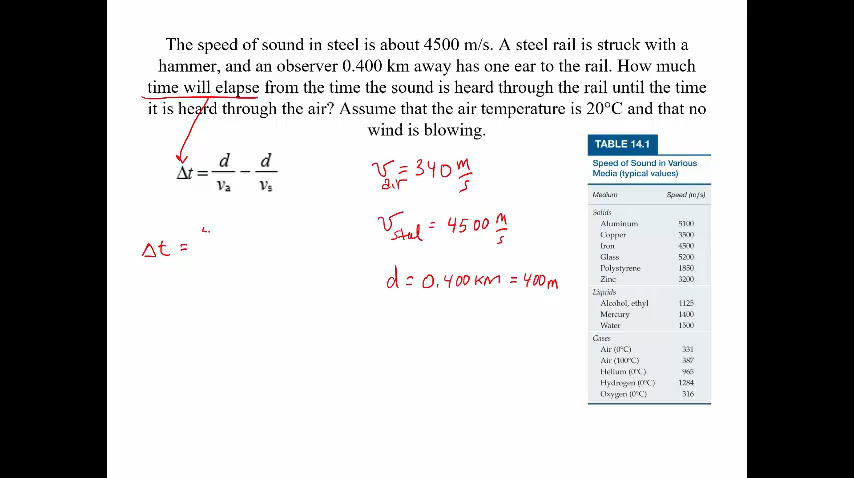 The speed of sound in steel is about 4500 m/s. A steel rail is struck with a
hammer, and an observer 0.400 km away has one ear to the rail. How much
time will elapse from the time the sound is heard through the rail until the time
it is heard through the air? Assume that the air temperature is 20°C and that no
wind is blowing.
Δt = d/vₐ − d/vₛ
v air = 340 m/s
v steel = 4500 m/s
d = 0.400 km = 400 m
Δt =
TABLE 14.1
Speed of Sound in Various
Media (typical values)
Medium Speed (m/s)
Solids
Aluminum 5100
Copper 3500
Iron 4500
Glass 5200
Polystyrene 1850
Zinc 3200
Liquids
Alcohol, ethyl 1125
Mercury 1400
Water 1500
Gases
Air (0°C) 331
Air (100°C) 387
Helium (0°C) 965
Hydrogen (0°C) 1284
Oxygen (0°C) 316